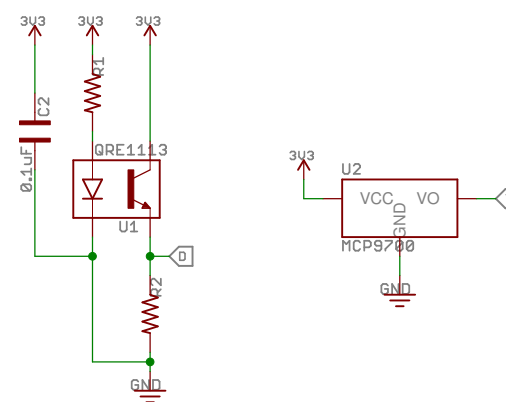 3V3
3V3
3V3
R1
C2
0.1uF
QRE1113
U1
D
R2
GND
3V3
U2
VCC
VO
GND
MCP9700
GND